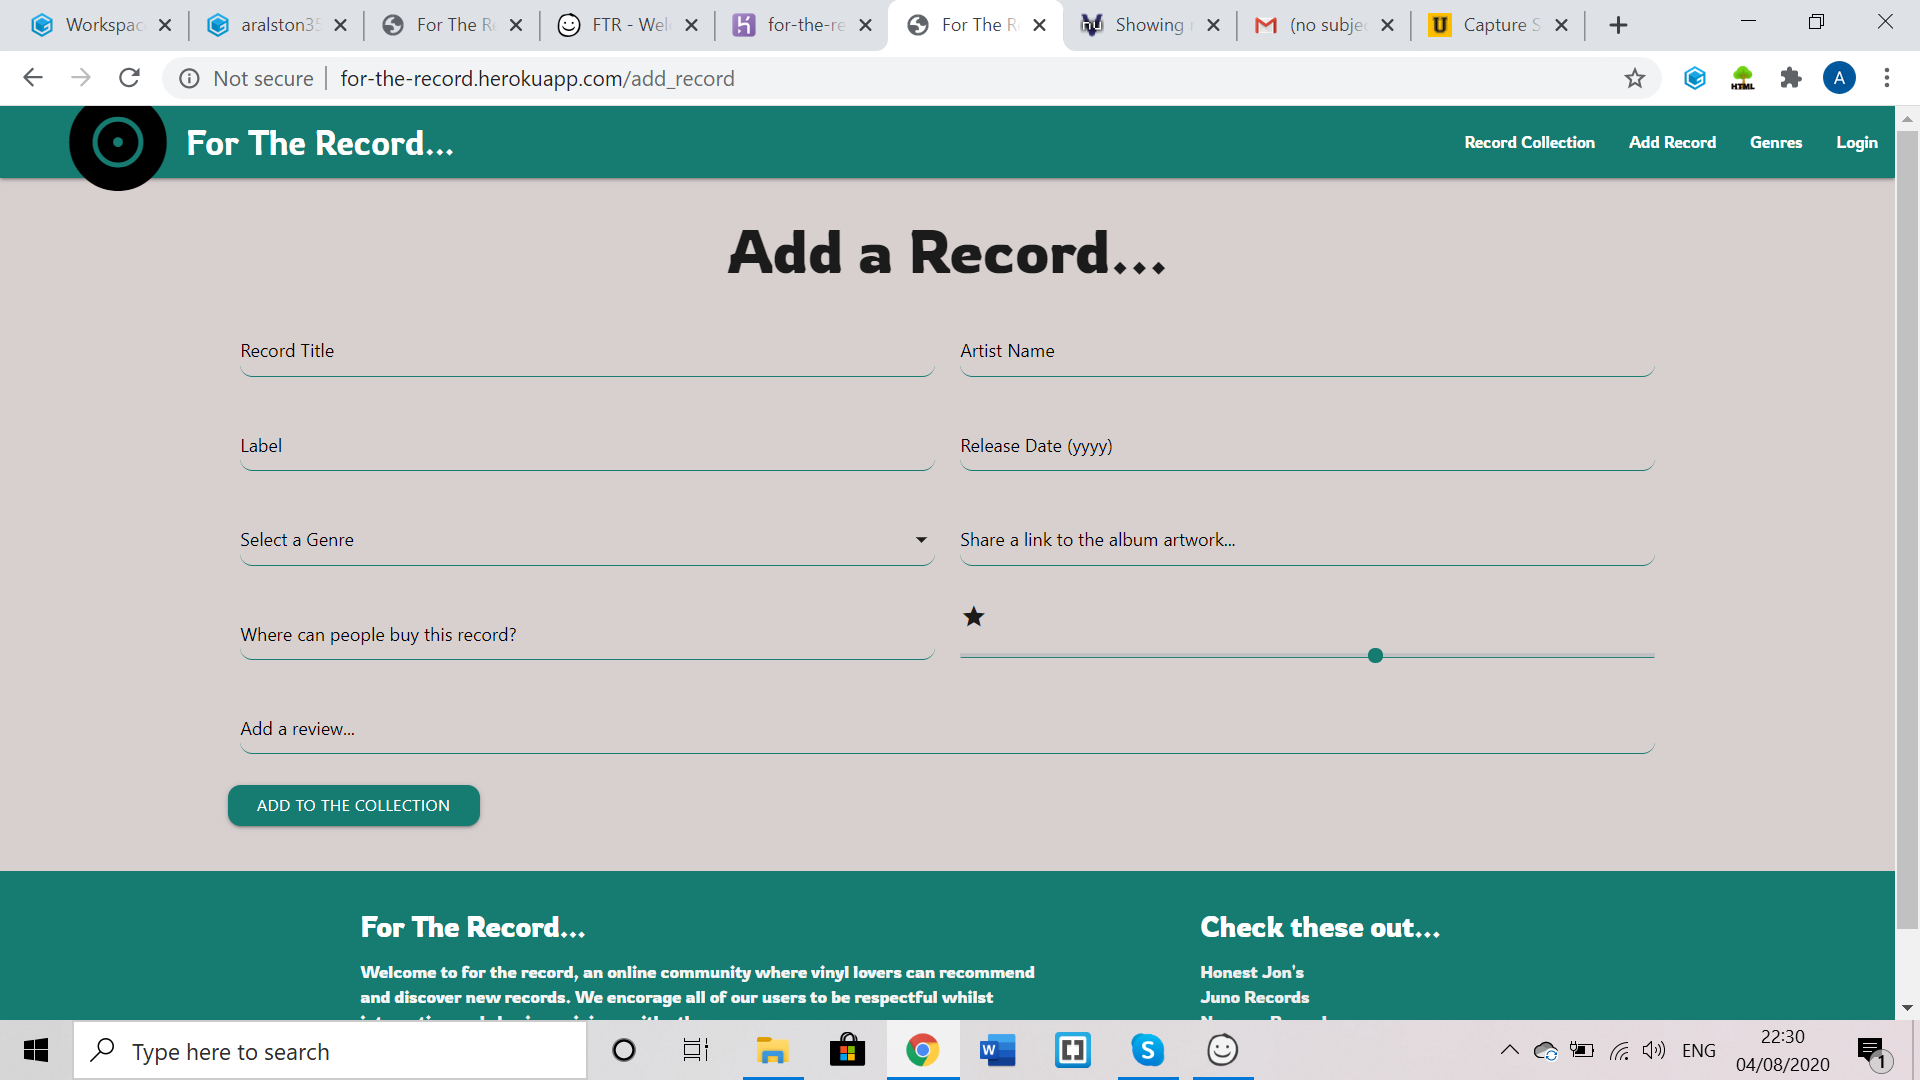 Workspac
aralston35
For The Re
FTR - Wel
for-the-re
For The R
Showing
(no subje
Capture S
Not secure
for-the-record.herokuapp.com/add_record
HTML
A
For The Record...
Record Collection
Add Record
Genres
Login
Add a Record...
Record Title
Artist Name
Label
Release Date (yyyy)
Select a Genre
Share a link to the album artwork...
Where can people buy this record?
Add a review...
ADD TO THE COLLECTION
For The Record...
Check these out...
Welcome to for the record, an online community where vinyl lovers can recommend
and discover new records. We encorage all of our users to be respectful whilst
Honest Jon's
Juno Records
Type here to search
ENG
22:30
04/08/2020
1